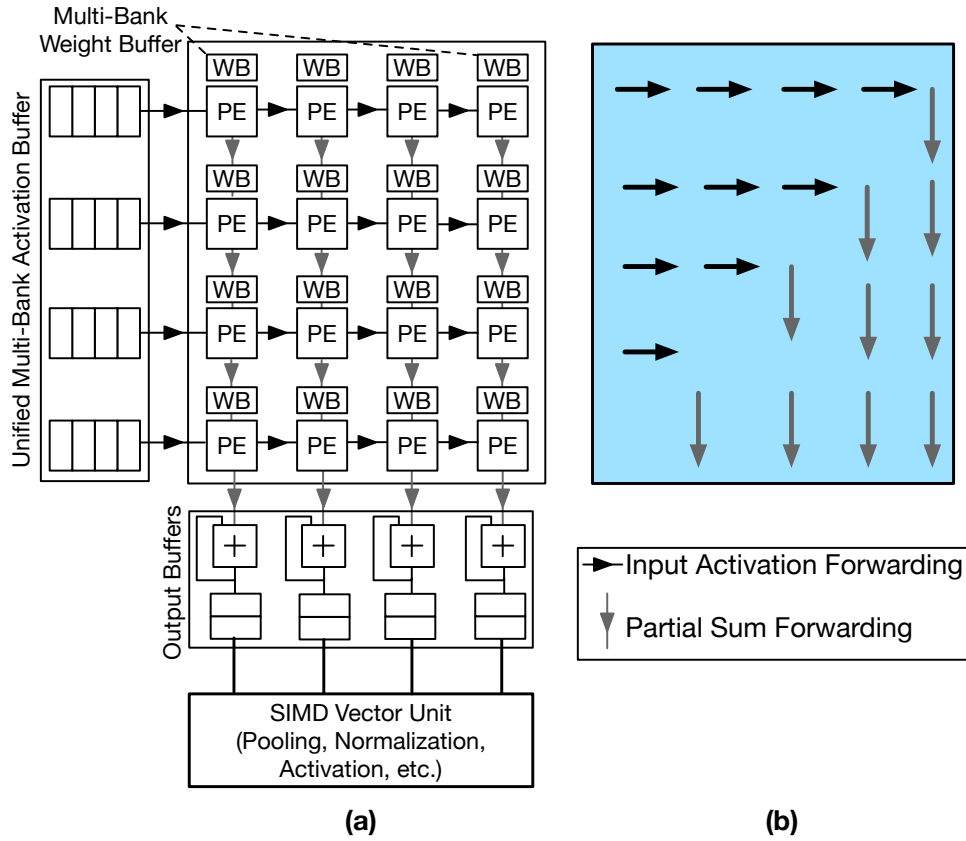 Multi-Bank
Weight Buffer
Unified Multi-Bank Activation Buffer
WB WB WB WB
PE PE PE PE
WB WB WB WB
PE PE PE PE
WB WB WB WB
PE PE PE PE
WB WB WB WB
PE PE PE PE
Output Buffers
+ + + +
SIMD Vector Unit
(Pooling, Normalization,
Activation, etc.)
(a)
Input Activation Forwarding
Partial Sum Forwarding
(b)